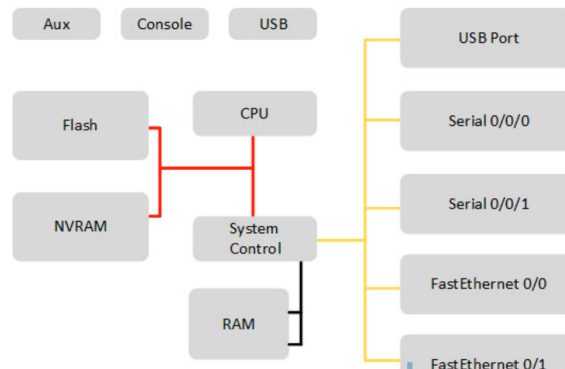 Aux
Console
USB
USB Port
Flash
CPU
Serial 0/0/0
NVRAM
System
Control
Serial 0/0/1
RAM
FastEthernet 0/0
FastEthernet 0/1